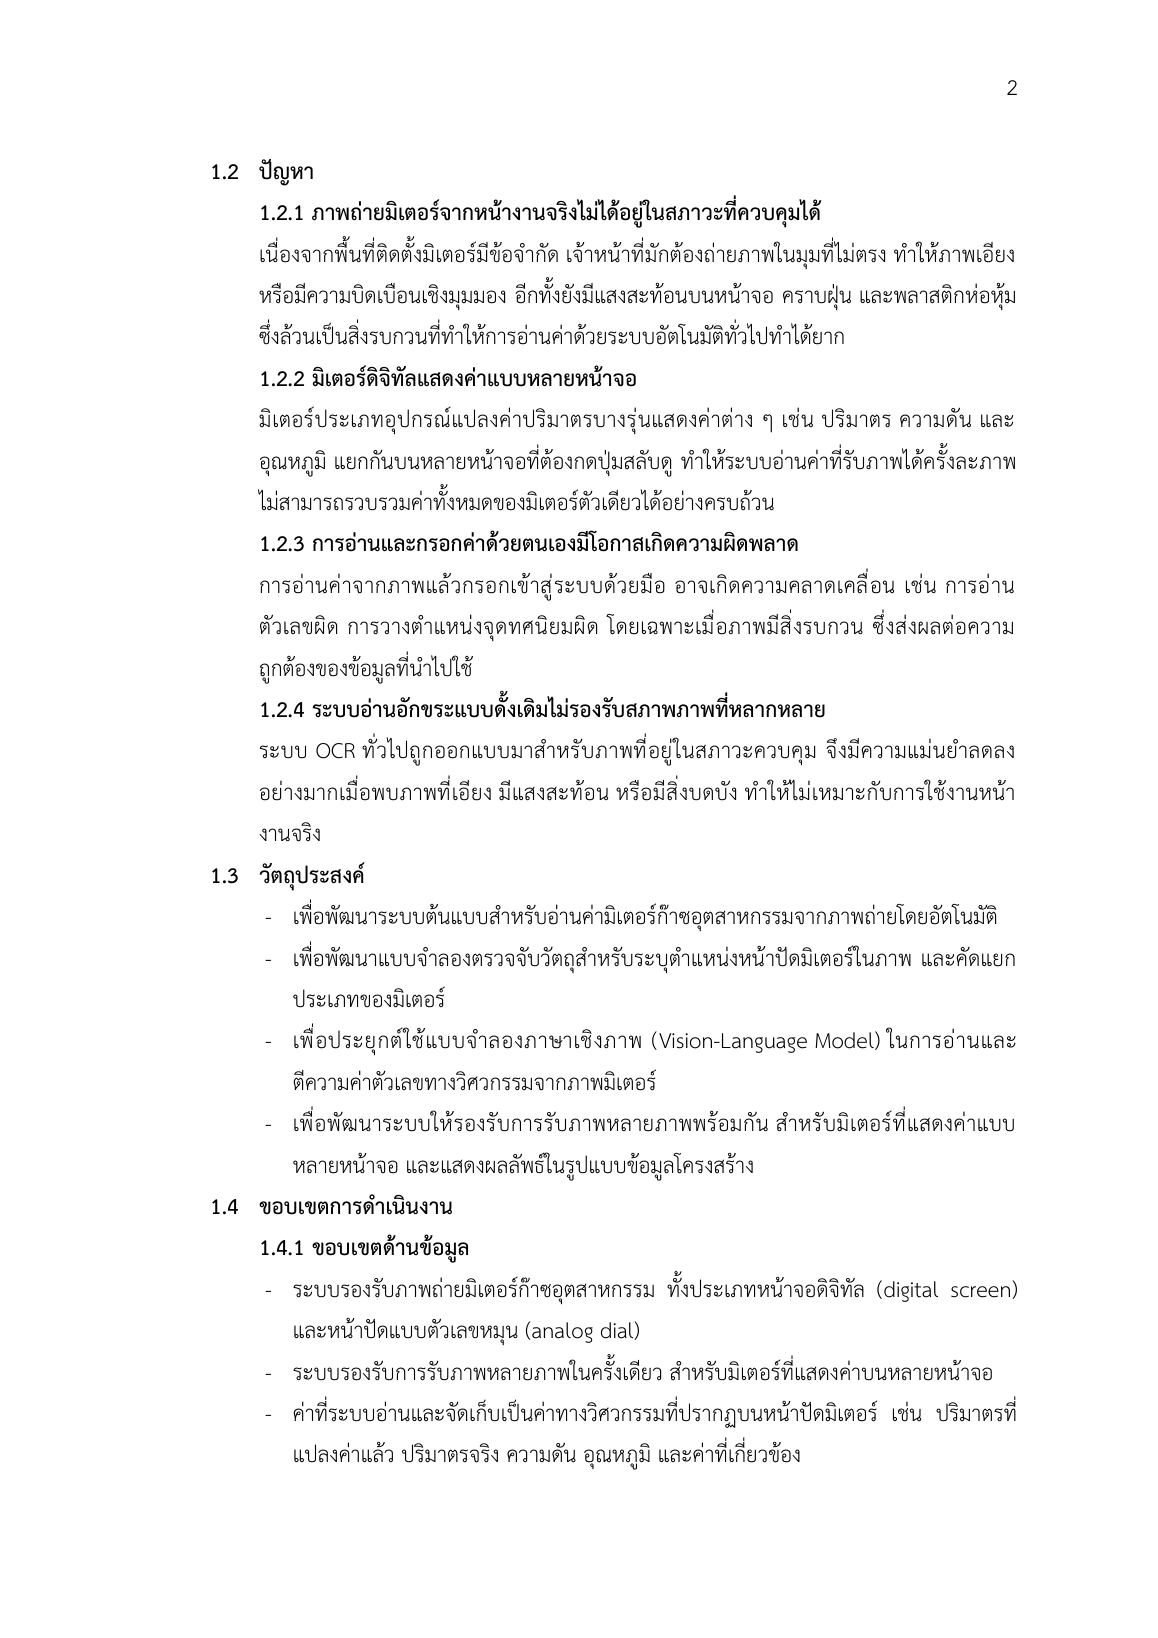 2
1.2 ปัญหา
1.2.1 ภาพถ่ายมิเตอร์จากหน้างานจริงไม่ได้อยู่ในสภาวะที่ควบคุมได้
เนื่องจากพื้นที่ติดตั้งมิเตอร์มีข้อจำกัด เจ้าหน้าที่มักต้องถ่ายภาพในมุมที่ไม่ตรง ทำให้ภาพเอียง
หรือมีความบิดเบือนเชิงมุมมอง อีกทั้งยังมีแสงสะท้อนบนหน้าจอ คราบฝุ่น และพลาสติกห่อหุ้ม
ซึ่งล้วนเป็นสิ่งรบกวนที่ทำให้การอ่านค่าด้วยระบบอัตโนมัติทั่วไปทำได้ยาก
1.2.2 มิเตอร์ดิจิทัลแสดงค่าแบบหลายหน้าจอ
มิเตอร์ประเภทอุปกรณ์แปลงค่าปริมาตรบางรุ่นแสดงค่าต่าง ๆ เช่น ปริมาตร ความดัน และ
อุณหภูมิ แยกกันบนหลายหน้าจอที่ต้องกดปุ่มสลับดู ทำให้ระบบอ่านค่าที่รับภาพได้ครั้งละภาพ
ไม่สามารถรวบรวมค่าทั้งหมดของมิเตอร์ตัวเดียวได้อย่างครบถ้วน
1.2.3 การอ่านและกรอกค่าด้วยตนเองมีโอกาสเกิดความผิดพลาด
การอ่านค่าจากภาพแล้วกรอกเข้าสู่ระบบด้วยมือ อาจเกิดความคลาดเคลื่อน เช่น การอ่าน
ตัวเลขผิด การวางตำแหน่งจุดทศนิยมผิด โดยเฉพาะเมื่อภาพมีสิ่งรบกวน ซึ่งส่งผลต่อความ
ถูกต้องของข้อมูลที่นำไปใช้
1.2.4 ระบบอ่านอักขระแบบดั้งเดิมไม่รองรับสภาพภาพที่หลากหลาย
ระบบ OCR ทั่วไปถูกออกแบบมาสำหรับภาพที่อยู่ในสภาวะควบคุม จึงมีความแม่นยำลดลง
อย่างมากเมื่อพบภาพที่เอียง มีแสงสะท้อน หรือมีสิ่งบดบัง ทำให้ไม่เหมาะกับการใช้งานหน้า
งานจริง
1.3 วัตถุประสงค์
- เพื่อพัฒนาระบบต้นแบบสำหรับอ่านค่ามิเตอร์ก๊าซอุตสาหกรรมจากภาพถ่ายโดยอัตโนมัติ
- เพื่อพัฒนาแบบจำลองตรวจจับวัตถุสำหรับระบุตำแหน่งหน้าปัดมิเตอร์ในภาพ และคัดแยก
ประเภทของมิเตอร์
- เพื่อประยุกต์ใช้แบบจำลองภาษาเชิงภาพ (Vision-Language Model) ในการอ่านและ
ตีความค่าตัวเลขทางวิศวกรรมจากภาพมิเตอร์
- เพื่อพัฒนาระบบให้รองรับการรับภาพหลายภาพพร้อมกัน สำหรับมิเตอร์ที่แสดงค่าแบบ
หลายหน้าจอ และแสดงผลลัพธ์ในรูปแบบข้อมูลโครงสร้าง
1.4 ขอบเขตการดำเนินงาน
1.4.1 ขอบเขตด้านข้อมูล
- ระบบรองรับภาพถ่ายมิเตอร์ก๊าซอุตสาหกรรม ทั้งประเภทหน้าจอดิจิทัล (digital screen)
และหน้าปัดแบบตัวเลขหมุน (analog dial)
- ระบบรองรับการรับภาพหลายภาพในครั้งเดียว สำหรับมิเตอร์ที่แสดงค่าบนหลายหน้าจอ
- ค่าที่ระบบอ่านและจัดเก็บเป็นค่าทางวิศวกรรมที่ปรากฏบนหน้าปัดมิเตอร์ เช่น ปริมาตรที่
แปลงค่าแล้ว ปริมาตรจริง ความดัน อุณหภูมิ และค่าที่เกี่ยวข้อง